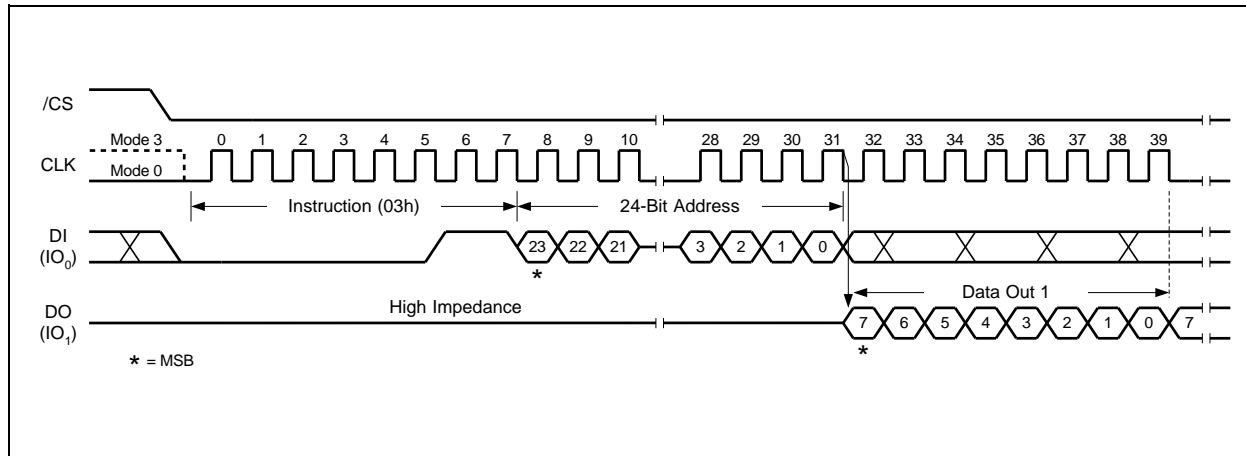 /CS
Mode 3
0 1 2 3 4 5 6 7 8 9 10 28 29 30 31 32 33 34 35 36 37 38 39
CLK
Mode 0
Instruction (03h) 24-Bit Address
DI
(IO0)
23 22 21 3 2 1 0
*
High Impedance
Data Out 1
DO
(IO1)
7 6 5 4 3 2 1 0 7
*
* = MSB